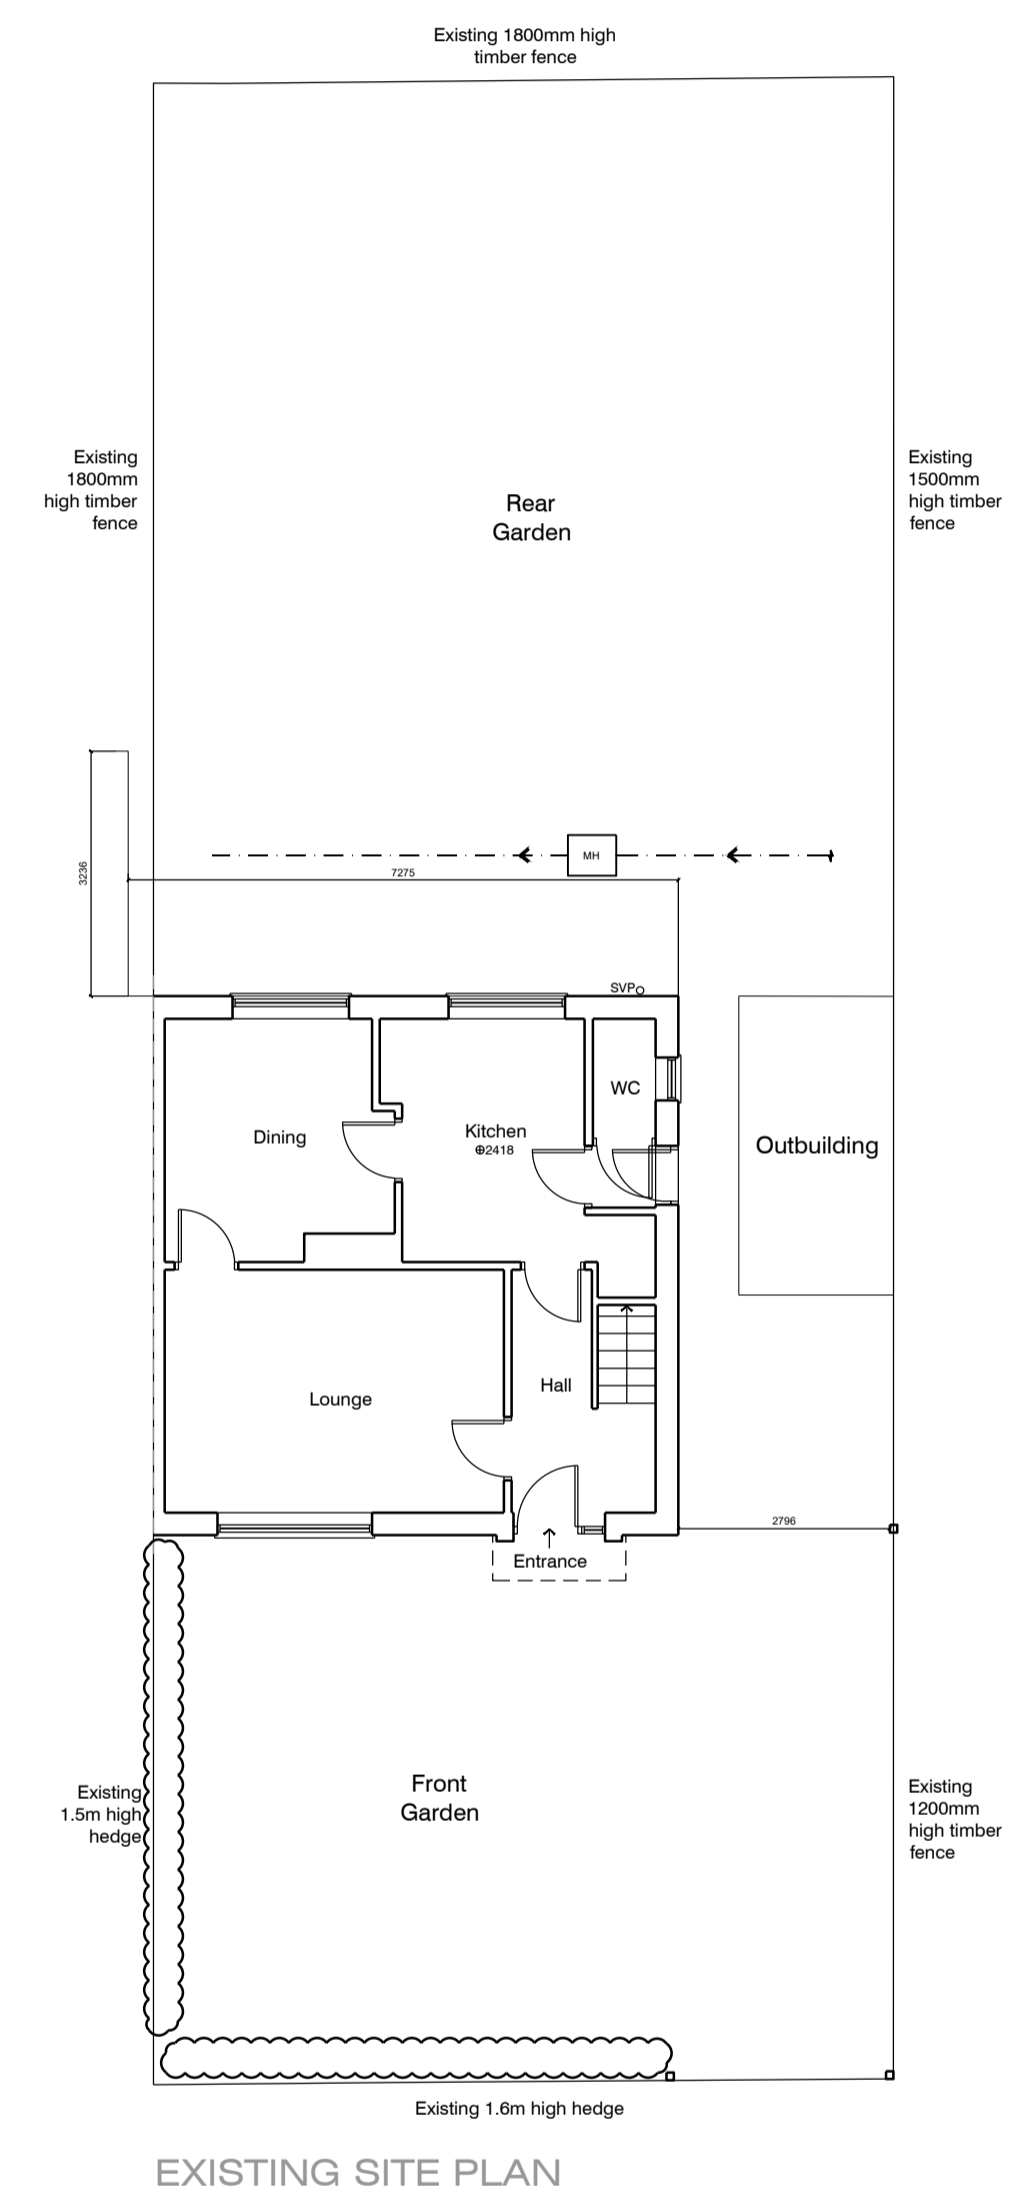 Existing 1800mm high
timber fence
Existing
1800mm
high timber
fence
Existing
1500mm
high timber
fence
Rear
Garden
3236
MH
7275
SVP
WC
Dining
Kitchen
2418
Outbuilding
Lounge
Hall
2796
Entrance
Front
Garden
Existing
1.5m high
hedge
Existing
1200mm
high timber
fence
Existing 1.6m high hedge
EXISTING SITE PLAN